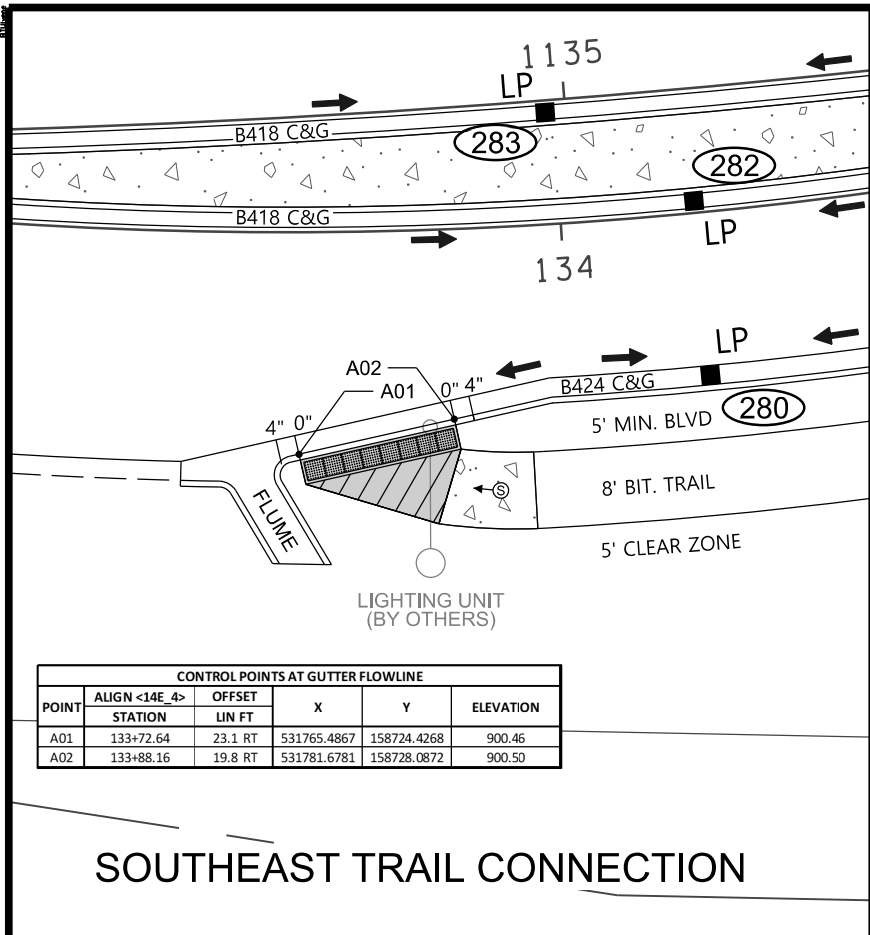 1135
LP
B418 C&G
283
282
B418 C&G
LP
134
LP
A02
A01
0" 4"
B424 C&G
280
4" 0"
5' MIN. BLVD
FLUME
S
8' BIT. TRAIL
5' CLEAR ZONE
LIGHTING UNIT
(BY OTHERS)
CONTROL POINTS AT GUTTER FLOWLINE
POINT ALIGN <14E_4> OFFSET X Y ELEVATION
STATION LIN FT
A01 133+72.64 23.1 RT 531765.4867 158724.4268 900.46
A02 133+88.16 19.8 RT 531781.6781 158728.0872 900.50
SOUTHEAST TRAIL CONNECTION